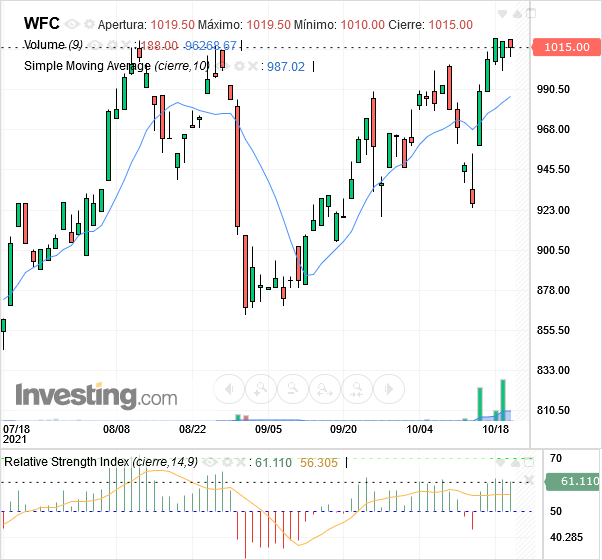 WFC Apertura: 1019.50 Máximo: 1019.50 Mínimo: 1010.00 Cierre: 1015.00
Volume (9) : 188.00 96268.67
Simple Moving Average (cierre,10) : 987.02
1015.00
990.50
968.00
945.50
923.00
900.50
878.00
855.50
833.00
810.50
Investing.com
07/18 08/08 08/22 09/05 09/20 10/04 10/18
2021
Relative Strength Index (cierre,14,9) : 61.110 56.305
70
61.110
50
40.285